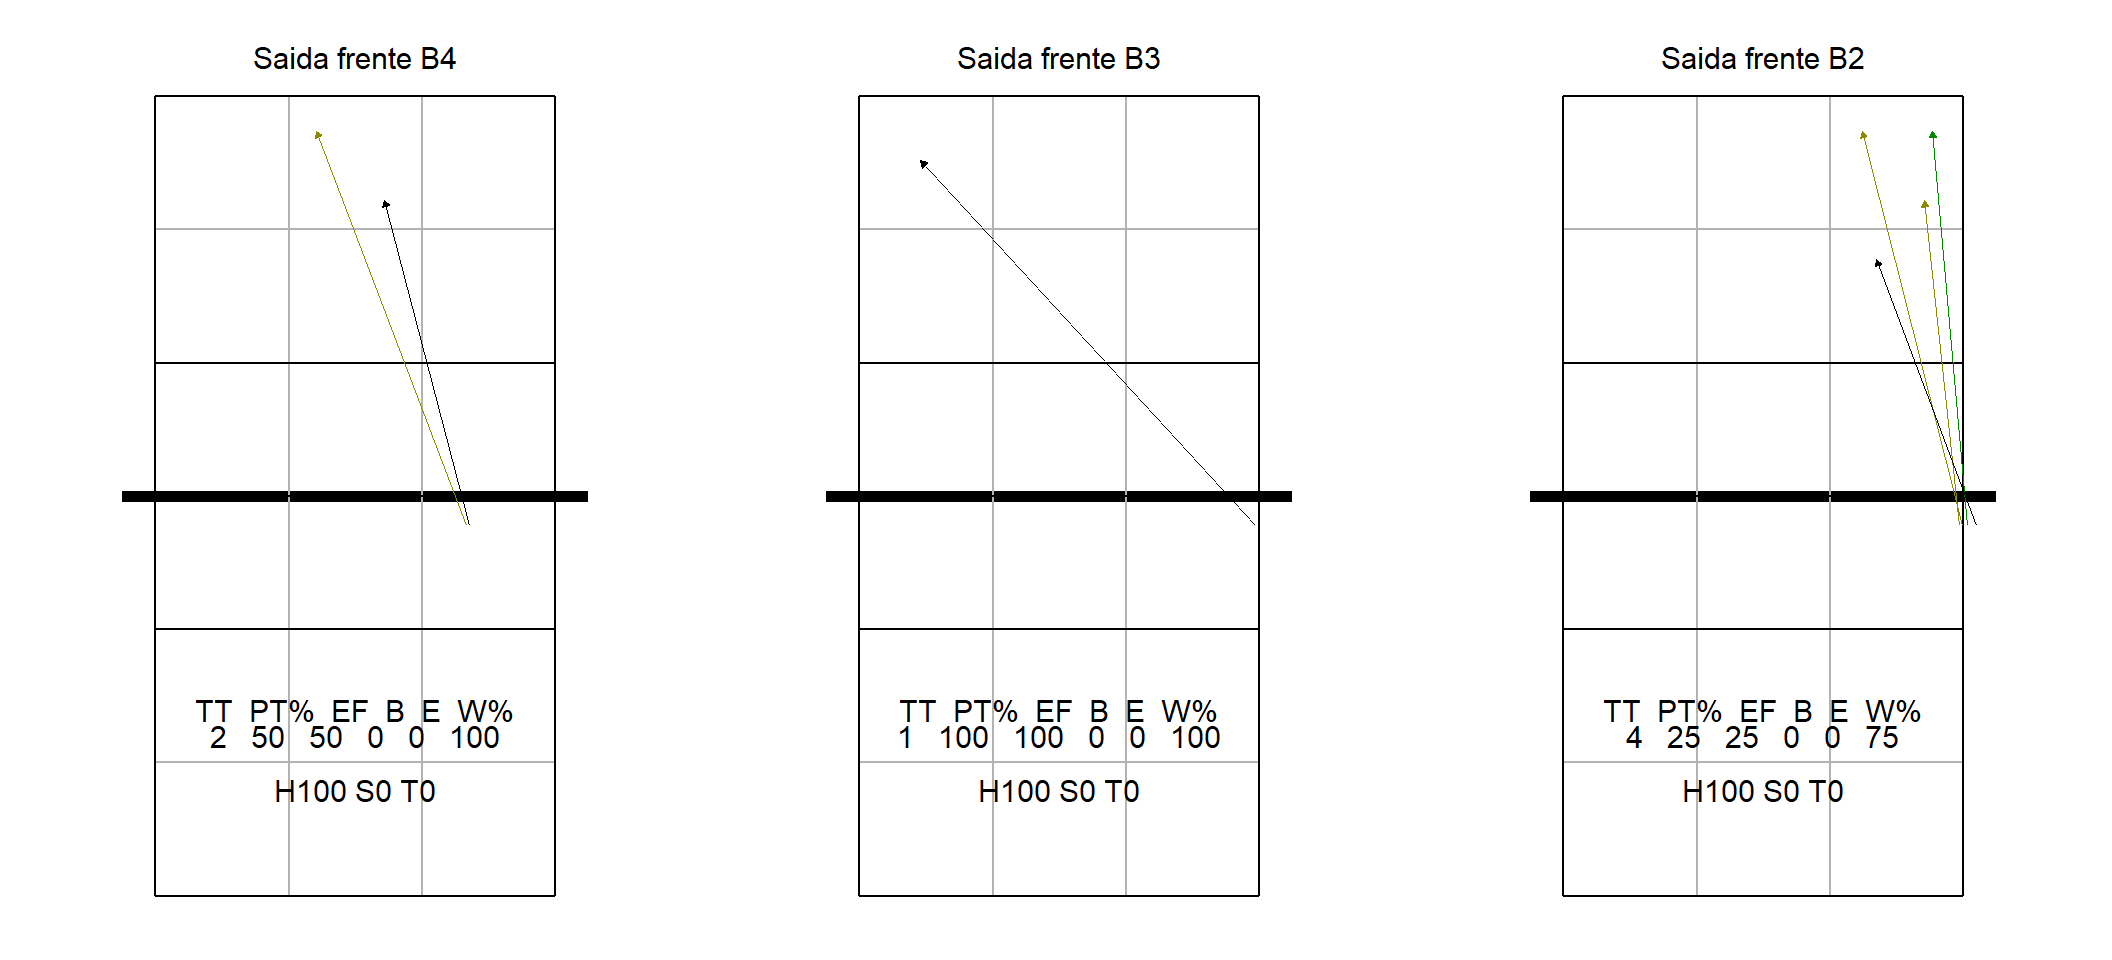 Saida frente B4
TT PT% EF B E W%
2 50 50 0 0 100
H100 S0 T0
Saida frente B3
TT PT% EF B E W%
1 100 100 0 0 100
H100 S0 T0
Saida frente B2
TT PT% EF B E W%
4 25 25 0 0 75
H100 S0 T0